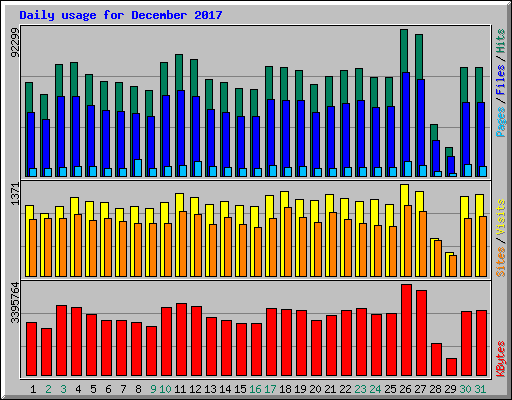 Daily usage for December 2017
92299
Pages / Files / Hits
1371
Sites / Visits
3395764
KBytes
1 2 3 4 5 6 7 8 9 10 11 12 13 14 15 16 17 18 19 20 21 22 23 24 25 26 27 28 29 30 31